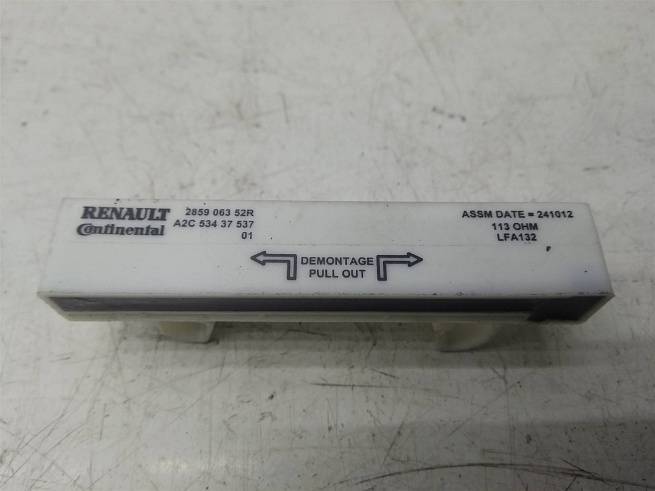 RENAULT 2859 063 52R
Continental A2C 534 37 537
01
ASSM DATE = 241012
113 OHM
LFA132
DEMONTAGE
PULL OUT